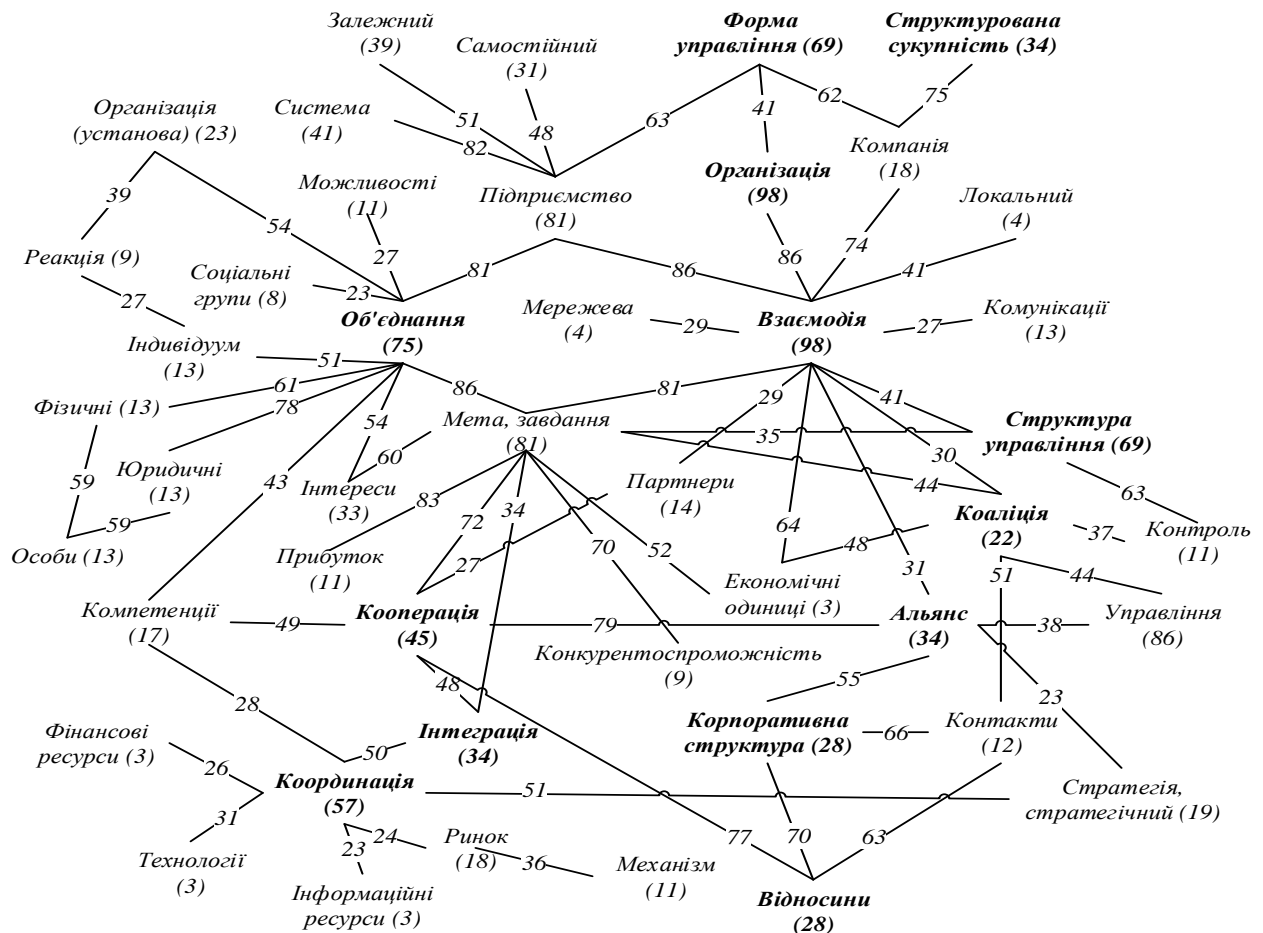 Залежний
(39)
Самостійний
(31)
Форма
управління (69)
Структурована
сукупність (34)
Організація
(установа) (23)
Система
(41)
51
82
48
63
41
62
75
Організація
(98)
Компанія
(18)
Можливості
(11)
Підприємство
(81)
Локальний
(4)
39
54
27
Реакція (9)
Соціальні
групи (8)
23
81
86
86
74
41
27
Індивідуум
(13)
Об'єднання
(75)
Мережева
(4)
29
Взаємодія
(98)
27
Комунікації
(13)
51
61
78
86
81
29
41
Фізичні (13)
54
Мета, завдання
(81)
35
30
Структура
управління (69)
60
59
Юридичні
(13)
43
Інтереси
(33)
83
72
34
Партнери
(14)
44
63
59
Особи (13)
Прибуток
(11)
27
70
52
64
48
Коаліція
(22)
37
Контроль
(11)
Економічні
одиниці (3)
31
51
44
Компетенції
(17)
49
Кооперація
(45)
79
Альянс
(34)
38
Управління
(86)
Конкурентоспроможність
(9)
48
55
23
28
Фінансові
ресурси (3)
50
Інтеграція
(34)
Корпоративна
структура (28)
66
Контакти
(12)
26
Координація
(57)
51
Стратегія,
стратегічний (19)
31
Технології
(3)
23
24
Ринок
(18)
36
Механізм
(11)
77
70
63
Інформаційні
ресурси (3)
Відносини
(28)